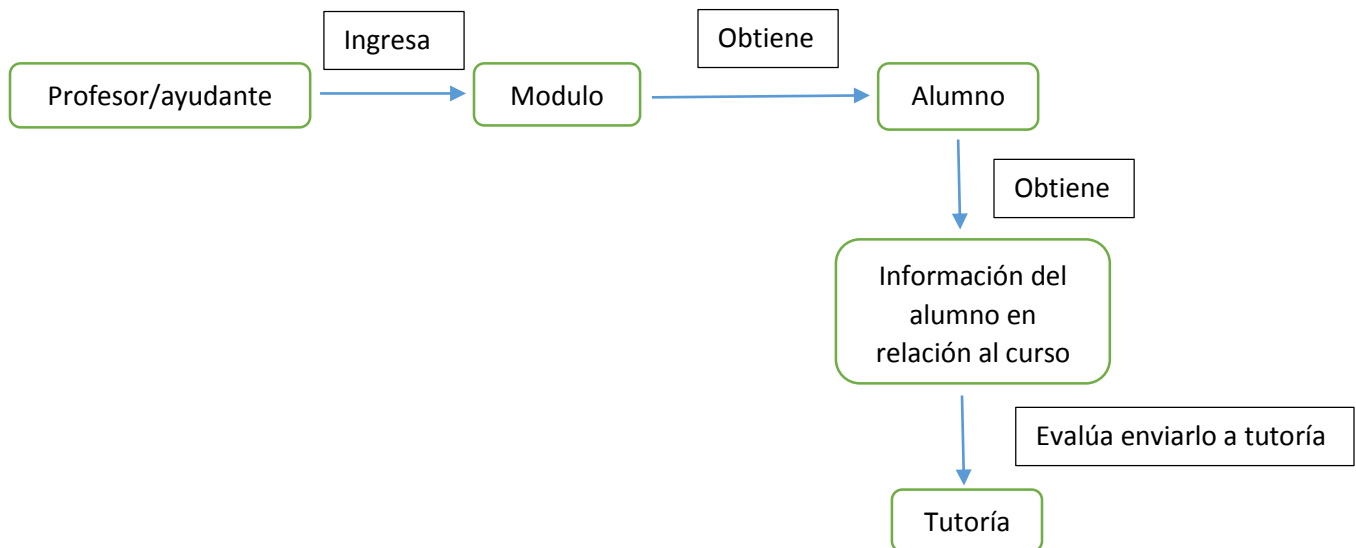 Ingresa
Obtiene
Profesor/ayudante
Modulo
Alumno
Obtiene
Información del
alumno en
relación al curso
Evalúa enviarlo a tutoría
Tutoría